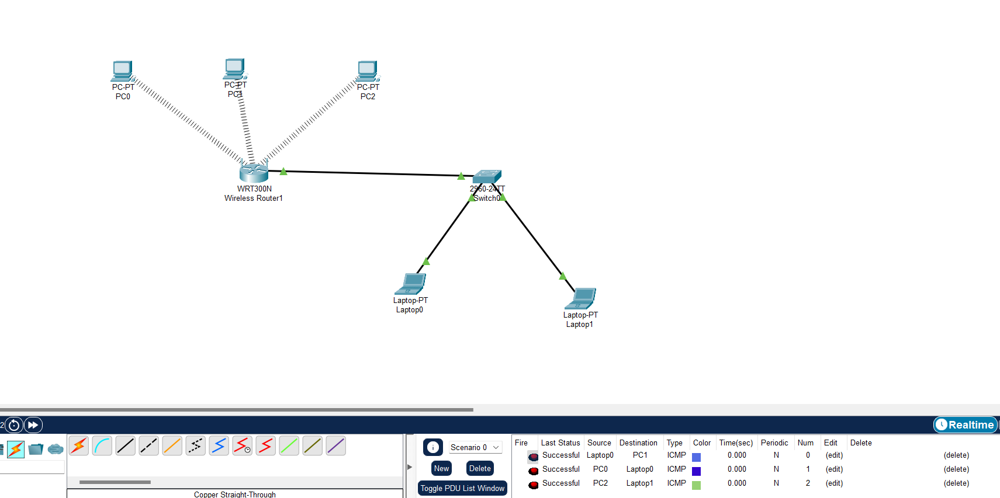 PC-PT
PC0
PC-PT
PC1
PC-PT
PC2
WRT300N
Wireless Router1
2960-24TT
Switch0
Laptop-PT
Laptop0
Laptop-PT
Laptop1
2
Realtime
Scenario 0
New
Delete
Toggle PDU List Window
Copper Straight-Through
Fire Last Status Source Destination Type Color Time(sec) Periodic Num Edit Delete
Successful Laptop0 PC1 ICMP 0.000 N 0 (edit) (delete)
Successful PC0 Laptop0 ICMP 0.000 N 1 (edit) (delete)
Successful PC2 Laptop1 ICMP 0.000 N 2 (edit) (delete)